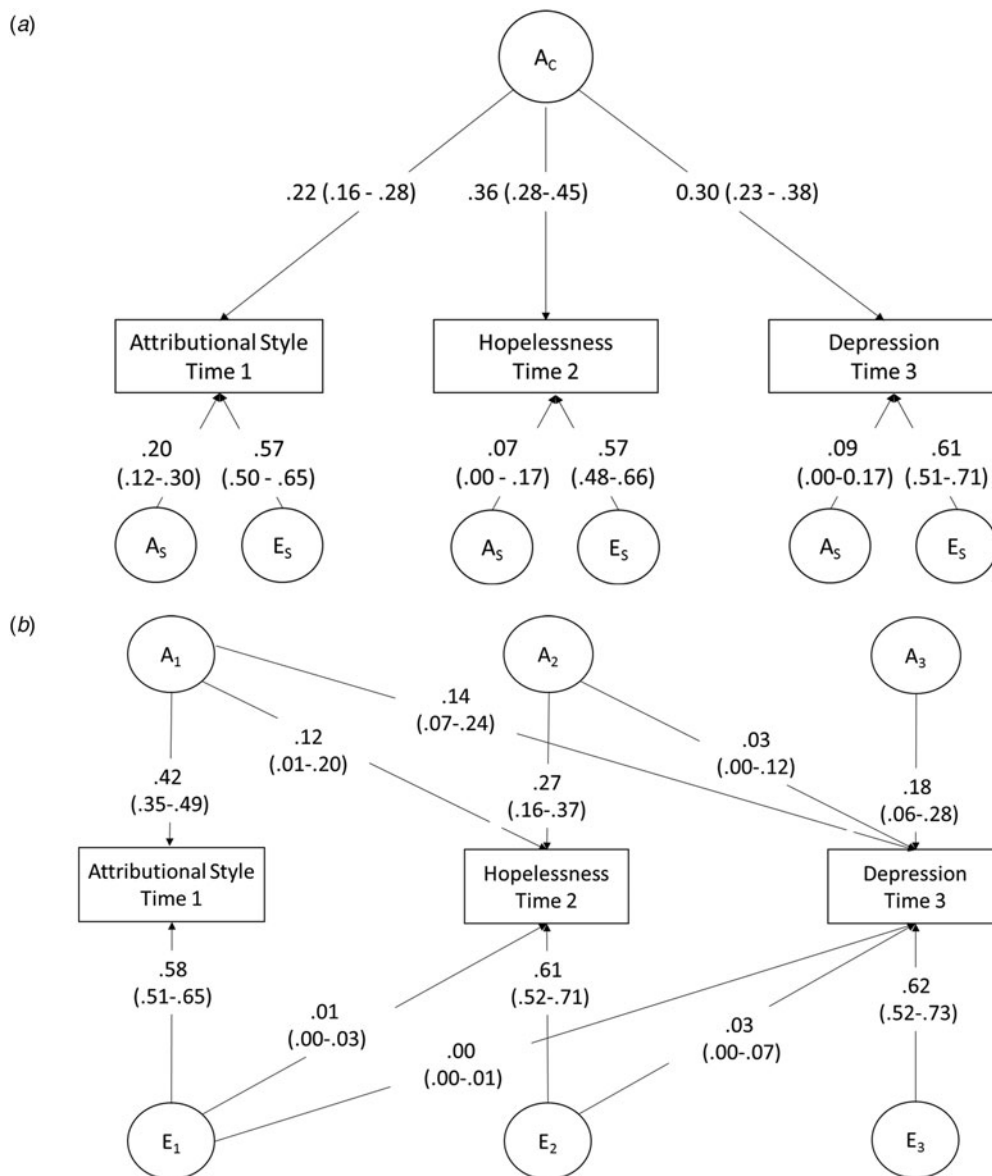 (a)
A_C
.22 (.16 - .28)
.36 (.28-.45)
0.30 (.23 - .38)
Attributional Style
Time 1
Hopelessness
Time 2
Depression
Time 3
.20
(.12-.30)
.57
(.50 - .65)
.07
(.00 - .17)
.57
(.48-.66)
.09
(.00-0.17)
.61
(.51-.71)
A_S
E_S
A_S
E_S
A_S
E_S
(b)
A_1
A_2
A_3
.14
(.07-.24)
.12
(.01-.20)
.03
(.00-.12)
.42
(.35-.49)
.27
(.16-.37)
.18
(.06-.28)
Attributional Style
Time 1
Hopelessness
Time 2
Depression
Time 3
.58
(.51-.65)
.01
(.00-.03)
.61
(.52-.71)
.00
(.00-.01)
.03
(.00-.07)
.62
(.52-.73)
E_1
E_2
E_3